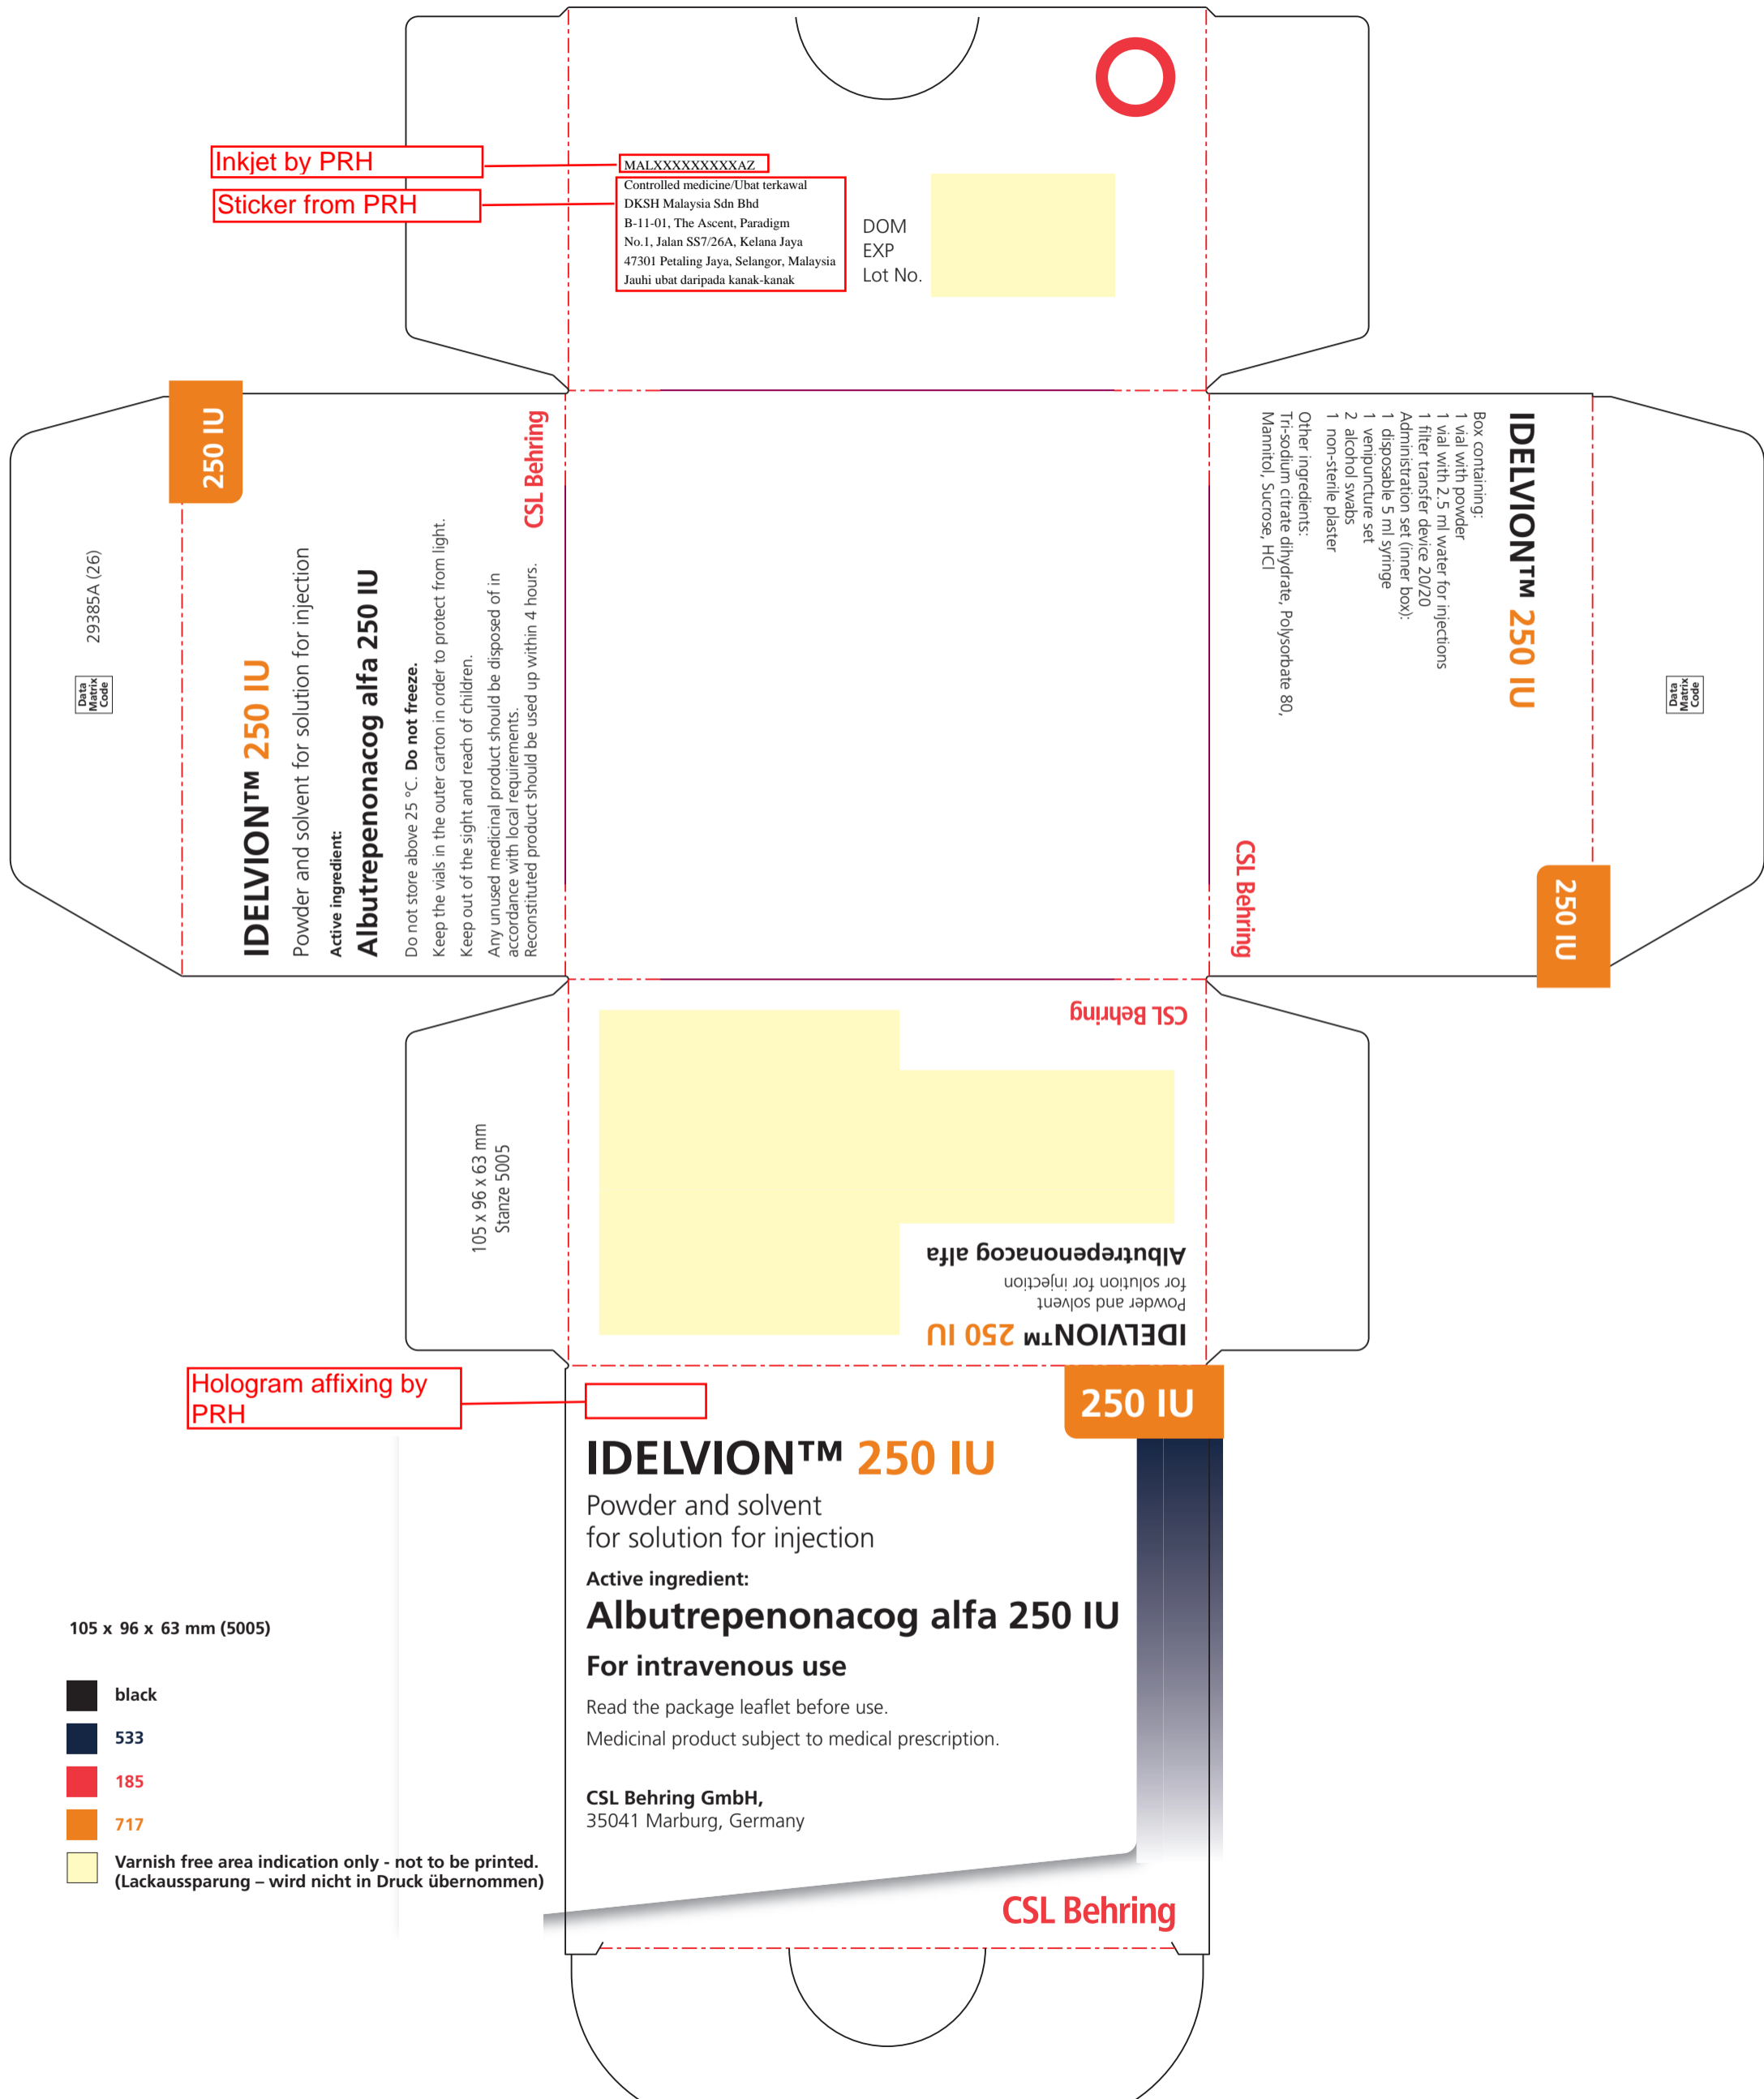 Inkjet by PRH
Sticker from PRH
MALXXXXXXXXXAZ
Controlled medicine/Ubat terkawal
DKSH Malaysia Sdn Bhd
B-11-01, The Ascent, Paradigm
No.1, Jalan SS7/26A, Kelana Jaya
47301 Petaling Jaya, Selangor, Malaysia
Jauhi ubat daripada kanak-kanak
DOM
EXP
Lot No.
29385A (26)
Data
Matrix
Code
250 IU
IDELVION™ 250 IU
Powder and solvent for solution for injection
Active ingredient:
Albutrepenonacog alfa 250 IU
Do not store above 25 °C. Do not freeze.
Keep the vials in the outer carton in order to protect from light.
Keep out of the sight and reach of children.
Any unused medicinal product should be disposed of in
accordance with local requirements.
Reconstituted product should be used up within 4 hours.
CSL Behring
IDELVION™ 250 IU
Box containing:
1 vial with powder
1 vial with 2.5 ml water for injections
1 filter transfer device 20/20
Administration set (inner box):
1 disposable 5 ml syringe
1 venipuncture set
2 alcohol swabs
1 non-sterile plaster
Other ingredients:
Tri-sodium citrate dihydrate, Polysorbate 80,
Mannitol, Sucrose, HCl
CSL Behring
250 IU
Data
Matrix
Code
105 x 96 x 63 mm
Stanze 5005
IDELVION™ 250 IU
Powder and solvent
for solution for injection
Albutrepenonacog alfa
CSL Behring
Hologram affixing by
PRH
250 IU
IDELVION™ 250 IU
Powder and solvent
for solution for injection
Active ingredient:
Albutrepenonacog alfa 250 IU
For intravenous use
Read the package leaflet before use.
Medicinal product subject to medical prescription.
CSL Behring GmbH,
35041 Marburg, Germany
CSL Behring
105 x 96 x 63 mm (5005)
black
533
185
717
Varnish free area indication only - not to be printed.
(Lackaussparung – wird nicht in Druck übernommen)